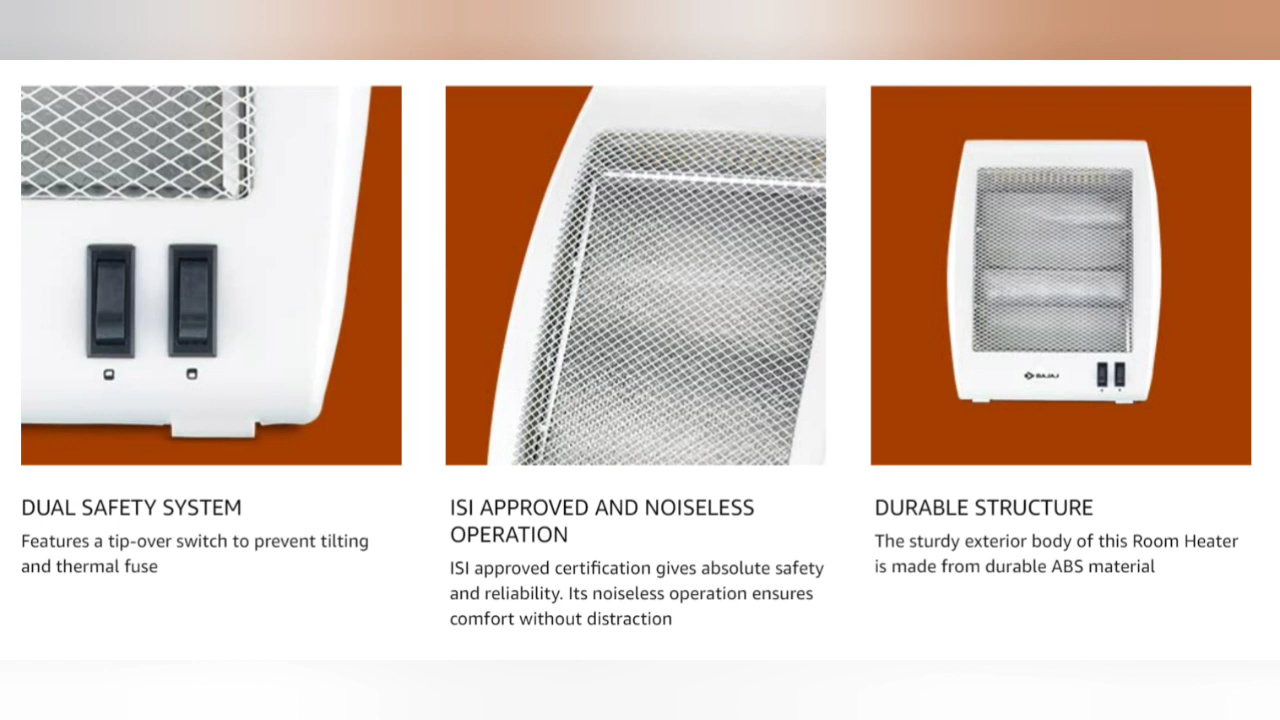 BAJAJ
DUAL SAFETY SYSTEM
Features a tip-over switch to prevent tilting
and thermal fuse
ISI APPROVED AND NOISELESS
OPERATION
ISI approved certification gives absolute safety
and reliability. Its noiseless operation ensures
comfort without distraction
DURABLE STRUCTURE
The sturdy exterior body of this Room Heater
is made from durable ABS material